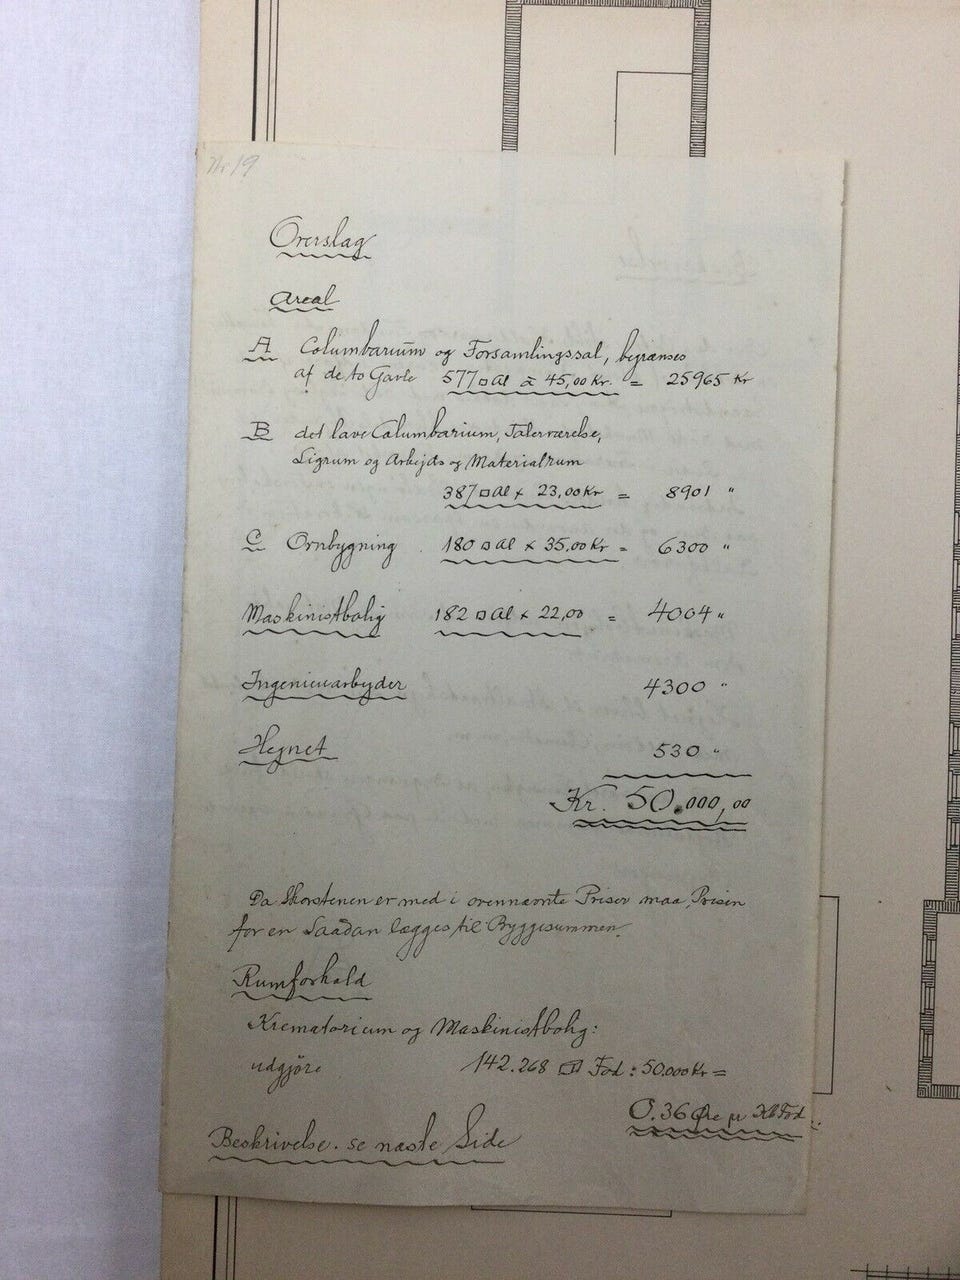 Nr 19
Overslag
Areal
A Columbarium og Forsamlingssal, begrænses
af de to Gavle 577 □ Al à 45,00 Kr. = 25965 Kr
B det lave Columbarium, Talerværelse,
Ligrum og Arbejds og Materialrum
387 □ Al × 23,00 Kr = 8901 "
C Ovnbygning . 180 □ Al × 35,00 Kr = 6300 "
Maskinistbolig 182 □ Al × 22,00 = 4004 "
Ingeniørarbejder 4300 "
Hegnet 530 "
Kr. 50.000,00
Da Skorstenen er med i ovennævnte Priser maa Prisen
for en Saadan lægges til Byggesummen.
Rumforhold
Krematorium og Maskinistbolig:
udgjøre 142.268 Fod : 50.000 Kr =
0.36 Øre pr Kb Fod
Beskrivelse. se næste Side